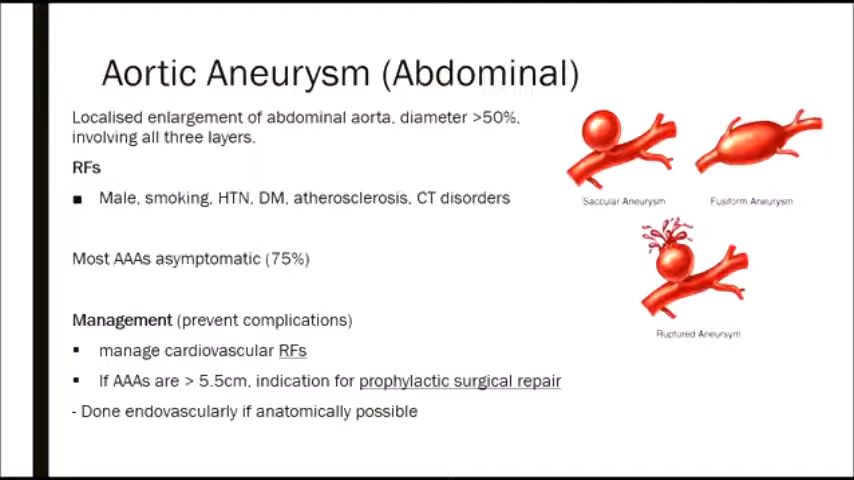 Aortic Aneurysm (Abdominal)
Localised enlargement of abdominal aorta, diameter >50%,
involving all three layers.
RFs
■ Male, smoking, HTN, DM, atherosclerosis, CT disorders
Most AAAs asymptomatic (75%)
Management (prevent complications)
▪ manage cardiovascular RFs
▪ If AAAs are > 5.5cm, indication for prophylactic surgical repair
- Done endovascularly if anatomically possible
Saccular Aneurysm
Fusiform Aneurysm
Ruptured Aneursym